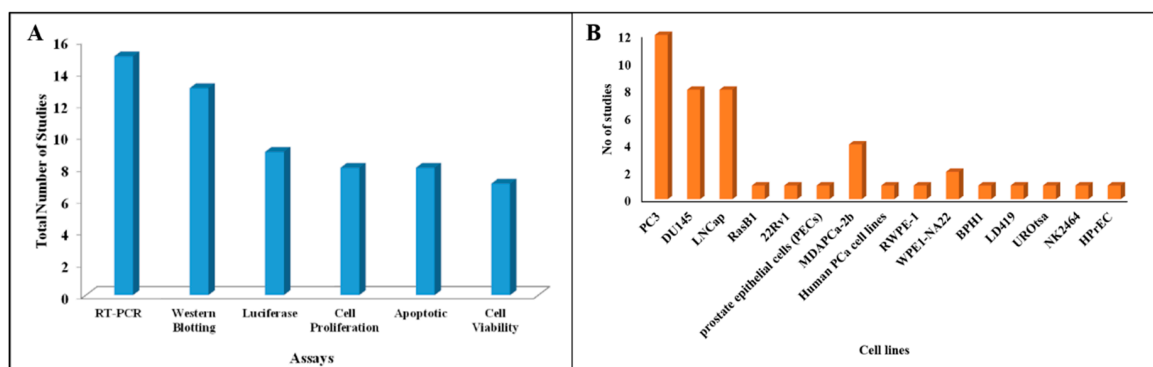 A
16
14
12
10
8
6
4
2
0
Total Number of Studies
RT-PCR
Western
Blotting
Luciferase
Cell
Proliferation
Apoptotic
Cell
Viability
Assays
B
12
10
8
6
4
2
0
No of studies
PC3
DU145
LNCap
RasB1
22Rv1
prostate epithelial cells (PECs)
MDAPCa-2b
Human PCa cell lines
RWPE-1
WPE1-NA22
BPH1
LD419
UROtsa
NK2464
HPrEC
Cell lines